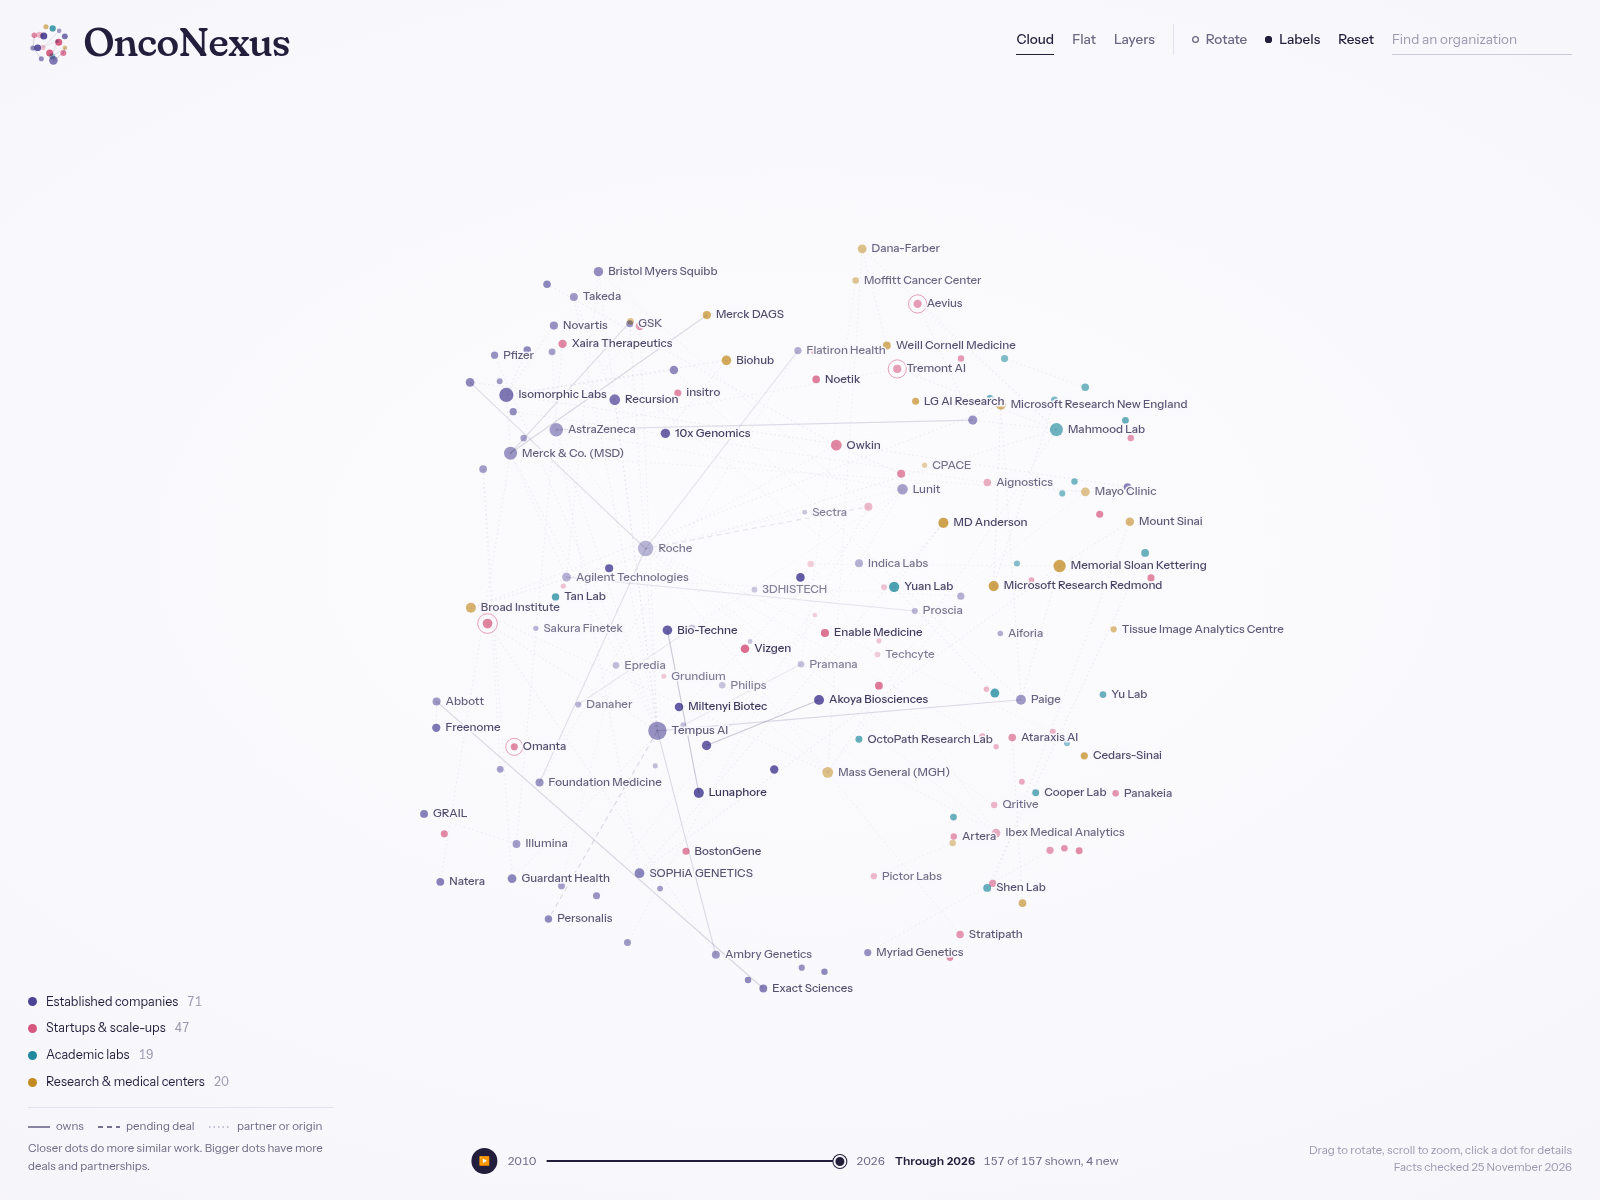 OncoNexus
Cloud Flat Layers Rotate Labels Reset Find an organization
Dana-Farber
Bristol Myers Squibb
Moffitt Cancer Center
Takeda
Aevius
Merck DAGS
Novartis
GSK
Xaira Therapeutics
Weill Cornell Medicine
Flatiron Health
Pfizer
Biohub
Tremont AI
Noetik
Isomorphic Labs
insitro
Recursion
LG AI Research
Microsoft Research New England
AstraZeneca
10x Genomics
Mahmood Lab
Owkin
Merck & Co. (MSD)
CPACE
Aignostics
Lunit
Mayo Clinic
Sectra
MD Anderson
Mount Sinai
Roche
Indica Labs
Memorial Sloan Kettering
Agilent Technologies
3DHISTECH
Yuan Lab
Microsoft Research Redmond
Tan Lab
Broad Institute
Proscia
Sakura Finetek
Bio-Techne
Enable Medicine
Aiforia
Tissue Image Analytics Centre
Vizgen
Techcyte
Epredia
Pramana
Grundium
Philips
Abbott
Danaher
Miltenyi Biotec
Akoya Biosciences
Paige
Yu Lab
Freenome
Tempus AI
OctoPath Research Lab
Ataraxis AI
Omanta
Cedars-Sinai
Mass General (MGH)
Foundation Medicine
Lunaphore
Cooper Lab
Panakeia
Qritive
GRAIL
Artera
Ibex Medical Analytics
Illumina
BostonGene
SOPHiA GENETICS
Guardant Health
Natera
Pictor Labs
Shen Lab
Personalis
Stratipath
Ambry Genetics
Myriad Genetics
Exact Sciences
Established companies 71
Startups & scale-ups 47
Academic labs 19
Research & medical centers 20
owns pending deal partner or origin
Closer dots do more similar work. Bigger dots have more
deals and partnerships.
2010 2026 Through 2026 157 of 157 shown, 4 new
Drag to rotate, scroll to zoom, click a dot for details
Facts checked 25 November 2026